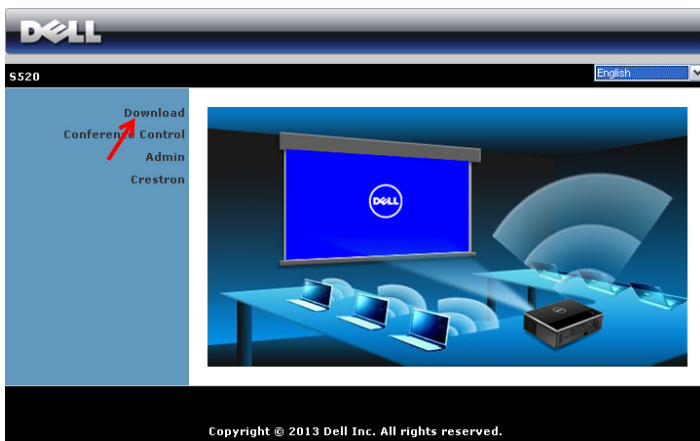 DELL
S520
English
Download
Conference Control
Admin
Crestron
DELL
Copyright © 2013 Dell Inc. All rights reserved.